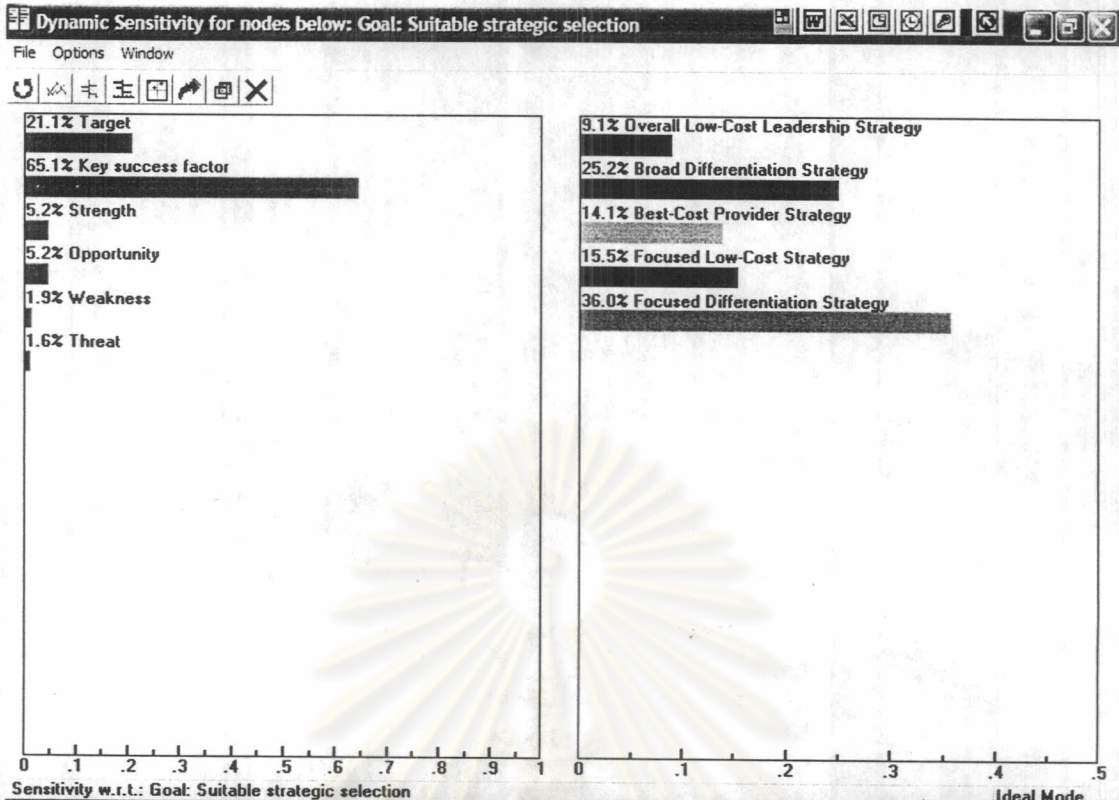 Dynamic Sensitivity for nodes below: Goal: Suitable strategic selection
File Options Window
21.1% Target
65.1% Key success factor
5.2% Strength
5.2% Opportunity
1.9% Weakness
1.6% Threat
0 .1 .2 .3 .4 .5 .6 .7 .8 .9 1
9.1% Overall Low-Cost Leadership Strategy
25.2% Broad Differentiation Strategy
14.1% Best-Cost Provider Strategy
15.5% Focused Low-Cost Strategy
36.0% Focused Differentiation Strategy
0 .1 .2 .3 .4 .5
Sensitivity w.r.t.: Goal: Suitable strategic selection
Ideal Mode